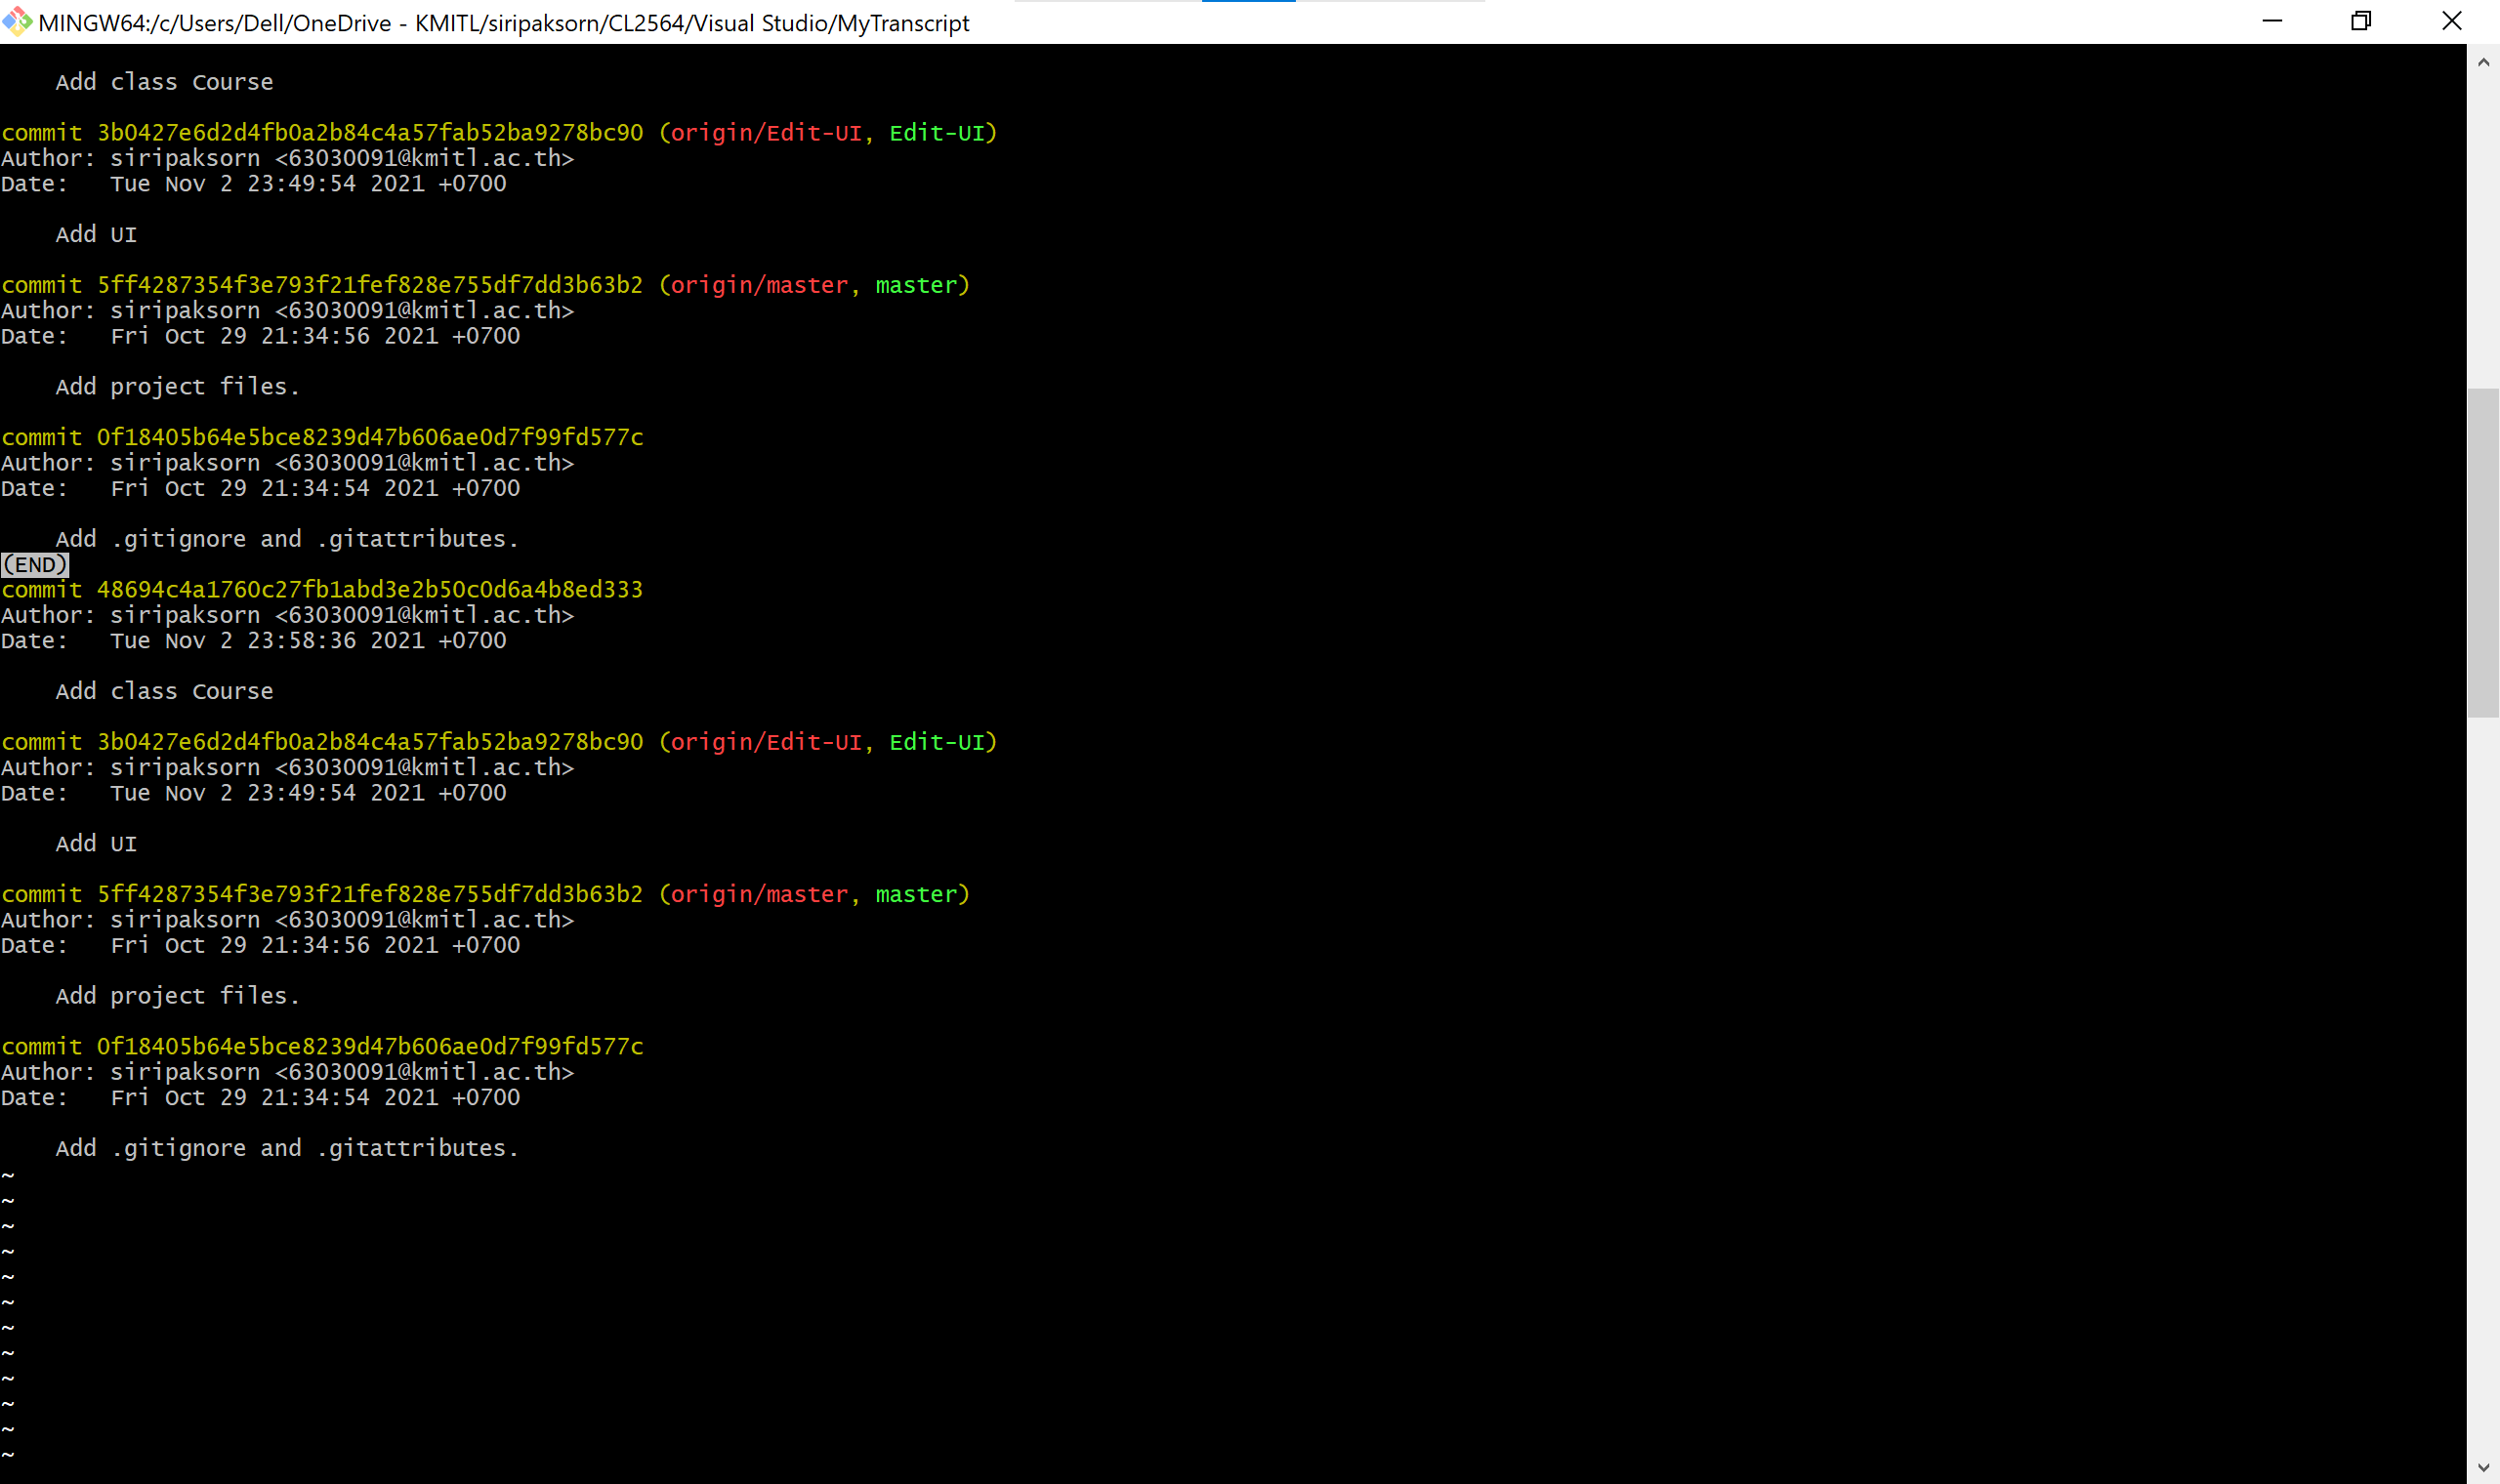 MINGW64:/c/Users/Dell/OneDrive - KMITL/siripaksorn/CL2564/Visual Studio/MyTranscript
    Add class Course
commit 3b0427e6d2d4fb0a2b84c4a57fab52ba9278bc90 (origin/Edit-UI, Edit-UI)
Author: siripaksorn <63030091@kmitl.ac.th>
Date:   Tue Nov 2 23:49:54 2021 +0700
    Add UI
commit 5ff4287354f3e793f21fef828e755df7dd3b63b2 (origin/master, master)
Author: siripaksorn <63030091@kmitl.ac.th>
Date:   Fri Oct 29 21:34:56 2021 +0700
    Add project files.
commit 0f18405b64e5bce8239d47b606ae0d7f99fd577c
Author: siripaksorn <63030091@kmitl.ac.th>
Date:   Fri Oct 29 21:34:54 2021 +0700
    Add .gitignore and .gitattributes.
(END)
commit 48694c4a1760c27fb1abd3e2b50c0d6a4b8ed333
Author: siripaksorn <63030091@kmitl.ac.th>
Date:   Tue Nov 2 23:58:36 2021 +0700
    Add class Course
commit 3b0427e6d2d4fb0a2b84c4a57fab52ba9278bc90 (origin/Edit-UI, Edit-UI)
Author: siripaksorn <63030091@kmitl.ac.th>
Date:   Tue Nov 2 23:49:54 2021 +0700
    Add UI
commit 5ff4287354f3e793f21fef828e755df7dd3b63b2 (origin/master, master)
Author: siripaksorn <63030091@kmitl.ac.th>
Date:   Fri Oct 29 21:34:56 2021 +0700
    Add project files.
commit 0f18405b64e5bce8239d47b606ae0d7f99fd577c
Author: siripaksorn <63030091@kmitl.ac.th>
Date:   Fri Oct 29 21:34:54 2021 +0700
    Add .gitignore and .gitattributes.
~
~
~
~
~
~
~
~
~
~
~
~